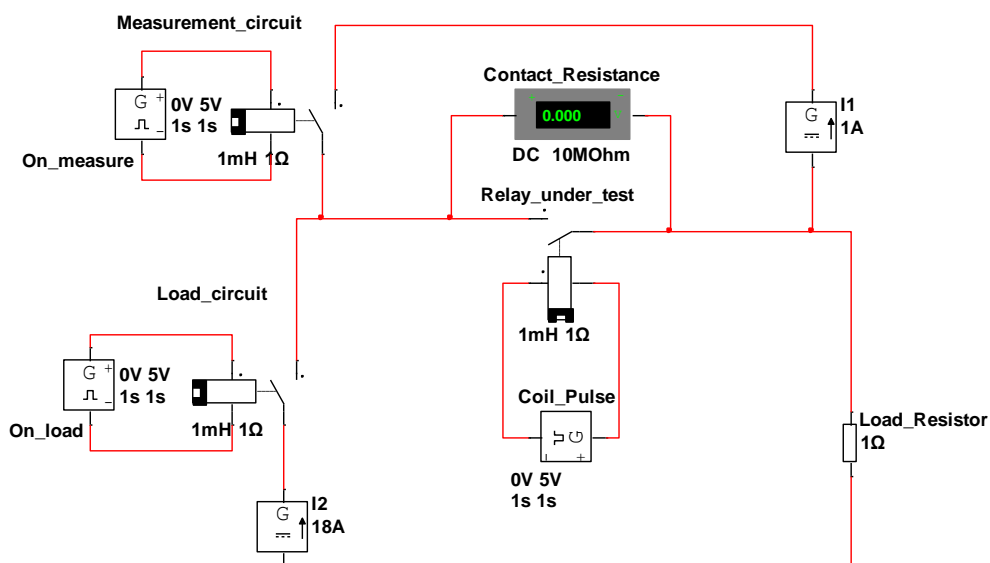 Measurement_circuit
G
0V 5V
1s 1s
1mH 1Ω
On_measure
Contact_Resistance
0.000
V
DC 10MOhm
G
I1
1A
Relay_under_test
1mH 1Ω
Load_circuit
G
0V 5V
1s 1s
1mH 1Ω
On_load
Coil_Pulse
G
0V 5V
1s 1s
Load_Resistor
1Ω
G
I2
18A